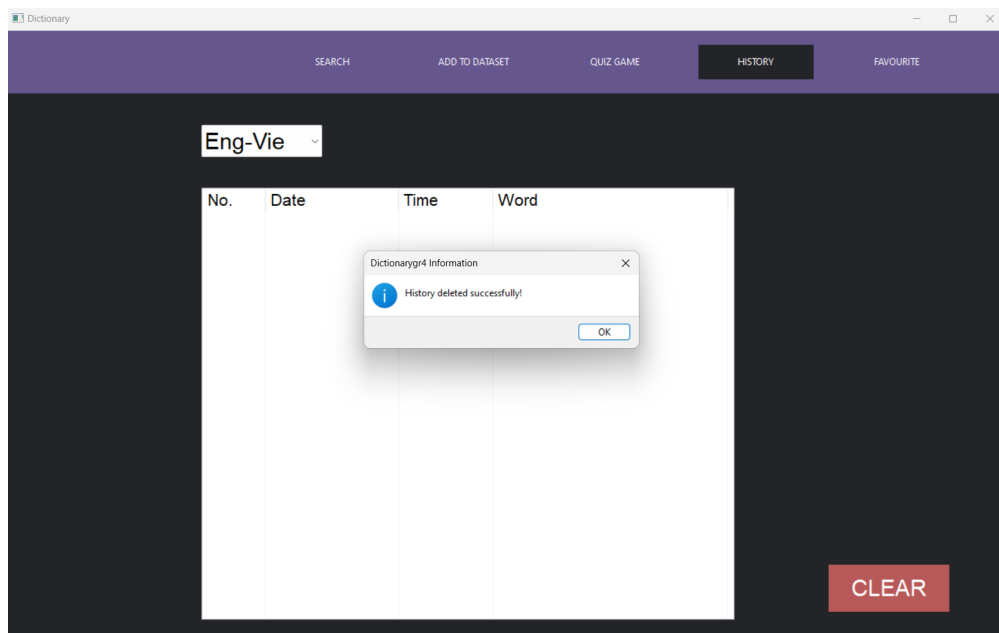 Dictionary
SEARCH ADD TO DATASET QUIZ GAME HISTORY FAVOURITE
Eng-Vie
No. Date Time Word
Dictionarygr4 Information
History deleted successfully!
OK
CLEAR